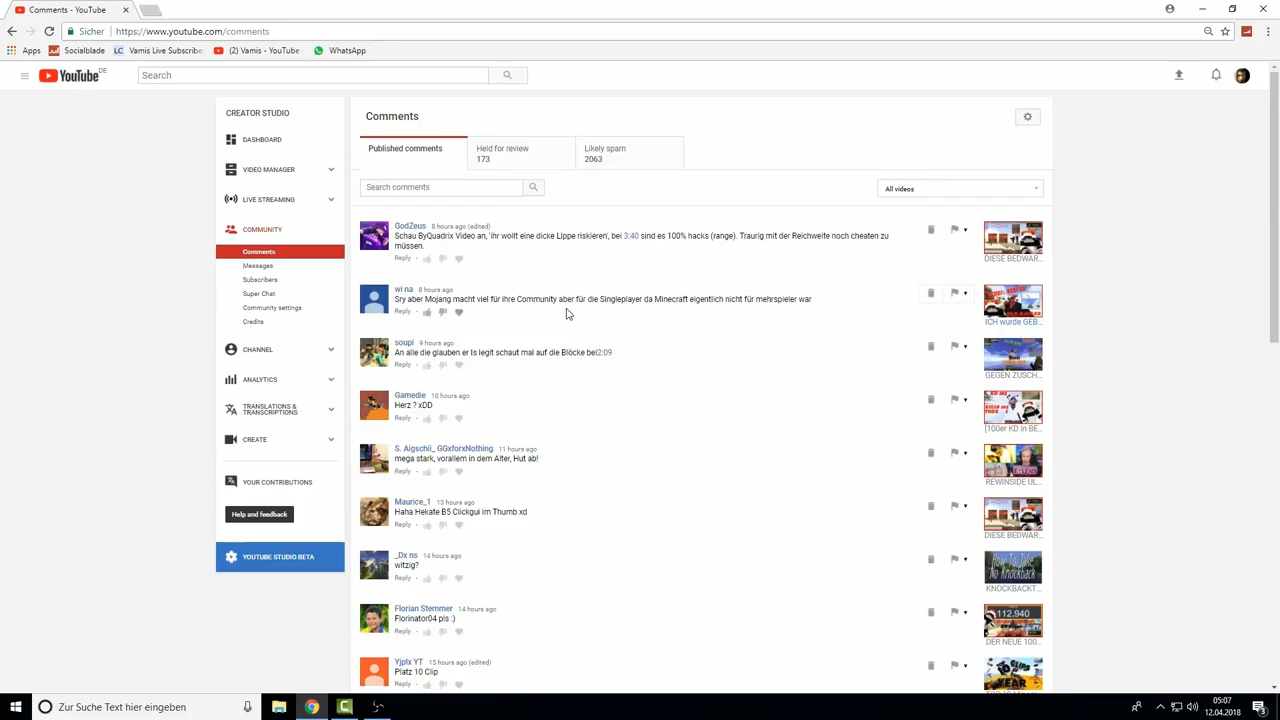 Comments - YouTube
Sicher https://www.youtube.com/comments
Apps Socialblade Vamis Live Subscribe (2) Vamis - YouTube WhatsApp
YouTube DE Search
CREATOR STUDIO
DASHBOARD
VIDEO MANAGER
LIVE STREAMING
COMMUNITY
Comments
Messages
Subscribers
Super Chat
Community settings
Credits
CHANNEL
ANALYTICS
TRANSLATIONS &
TRANSCRIPTIONS
CREATE
YOUR CONTRIBUTIONS
Help and feedback
YOUTUBE STUDIO BETA
Comments
Published comments
Held for review
173
Likely spam
2063
Search comments
All videos
GodZeus 8 hours ago (edited)
Schau ByQuadrix Video an, 'ihr wollt eine dicke Lippe riskieren', bei 3:40 sind es 100% hacks (range). Traurig mit der Reichweite noch cheaten zu
müssen.
Reply
DIESE BEDWAR...
wi na 8 hours ago
Sry aber Mojang macht viel für ihre Community aber für die Singleplayer da Minecraft eigentlich nicht für mehrspieler war
Reply
ICH wurde GEB...
soupi 9 hours ago
An alle die glauben er Is legit schaut mal auf die Blöcke bei2:09
Reply
GEGEN ZUSCH...
Gamedie 10 hours ago
Herz ? xDD
Reply
[100er KD in BE...
S. Aigschii_ GGxforxNothing 11 hours ago
mega stark, vorallem in dem Alter, Hut ab!
Reply
REWINSIDE UL...
Maurice_1 13 hours ago
Haha Hekate B5 Clickgui im Thumb xd
Reply
DIESE BEDWAR...
_Dx ns 14 hours ago
witzig?
Reply
How To Take
No Knockback
KNOCKBACKT...
Florian Stemmer 14 hours ago
Florinator04 pls :)
Reply
112,940
DER NEUE 100...
Yjplx YT 15 hours ago (edited)
Platz 10 Clip
Reply
Zur Suche Text hier eingeben
05:07
12.04.2018